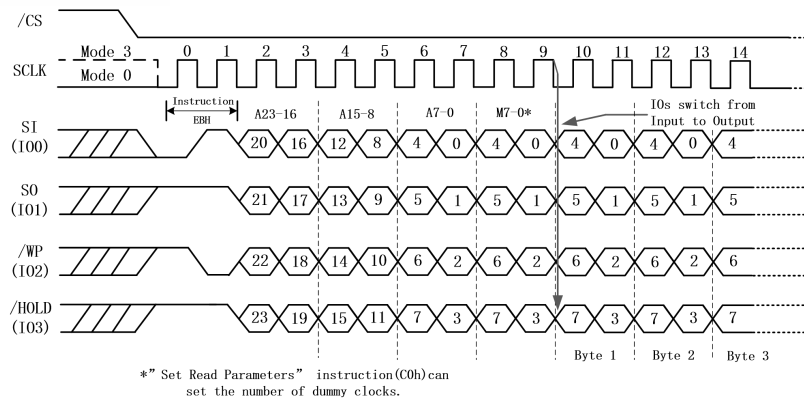 /CS
Mode 3 0 1 2 3 4 5 6 7 8 9 10 11 12 13 14
SCLK
Mode 0
Instruction A23-16 A15-8 A7-0 M7-0* IOs switch from
EBH Input to Output
SI
(IO0) 20 16 12 8 4 0 4 0 4 0 4 0 4
SO
(IO1) 21 17 13 9 5 1 5 1 5 1 5 1 5
/WP
(IO2) 22 18 14 10 6 2 6 2 6 2 6 2 6
/HOLD
(IO3) 23 19 15 11 7 3 7 3 7 3 7 3 7
Byte 1 Byte 2 Byte 3
*” Set Read Parameters” instruction(C0h)can
set the number of dummy clocks.